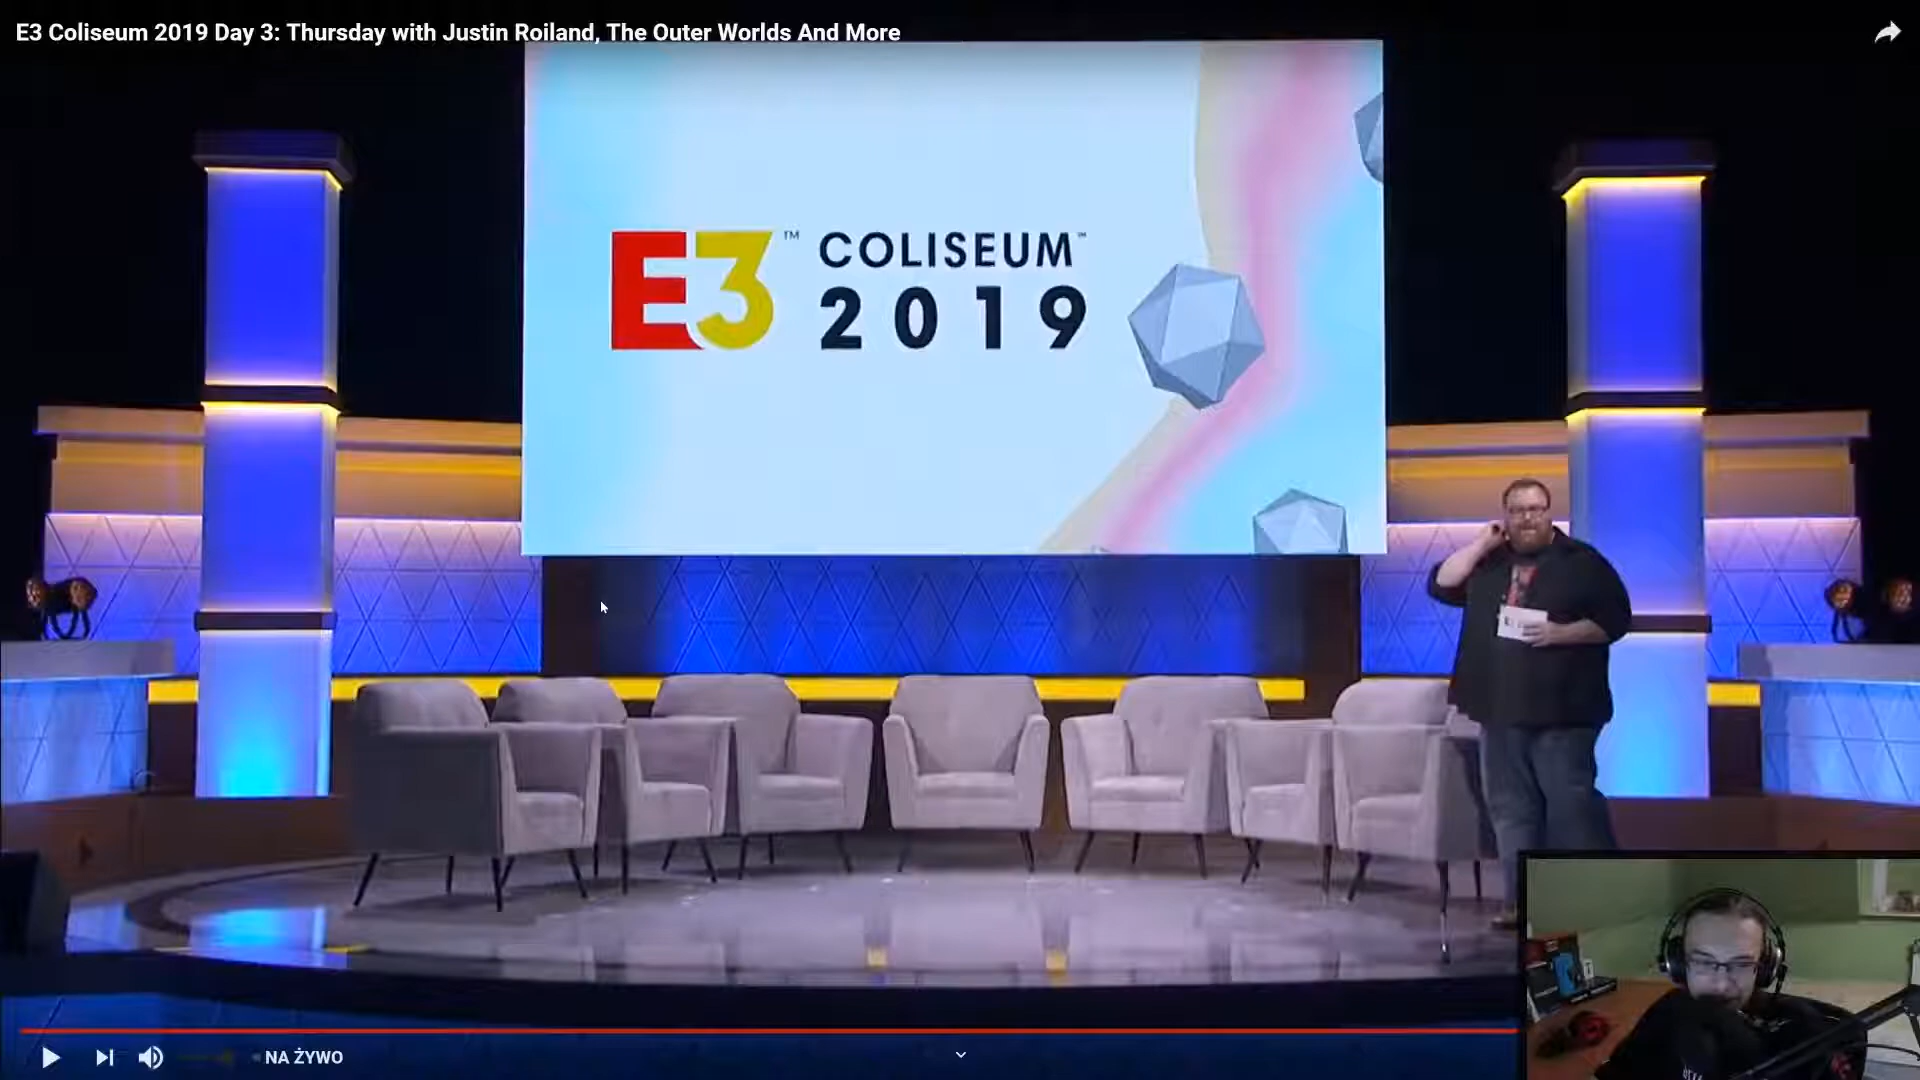 E3 Coliseum 2019 Day 3: Thursday with Justin Roiland, The Outer Worlds And More
E3™ COLISEUM™
2019
NA ŻYWO